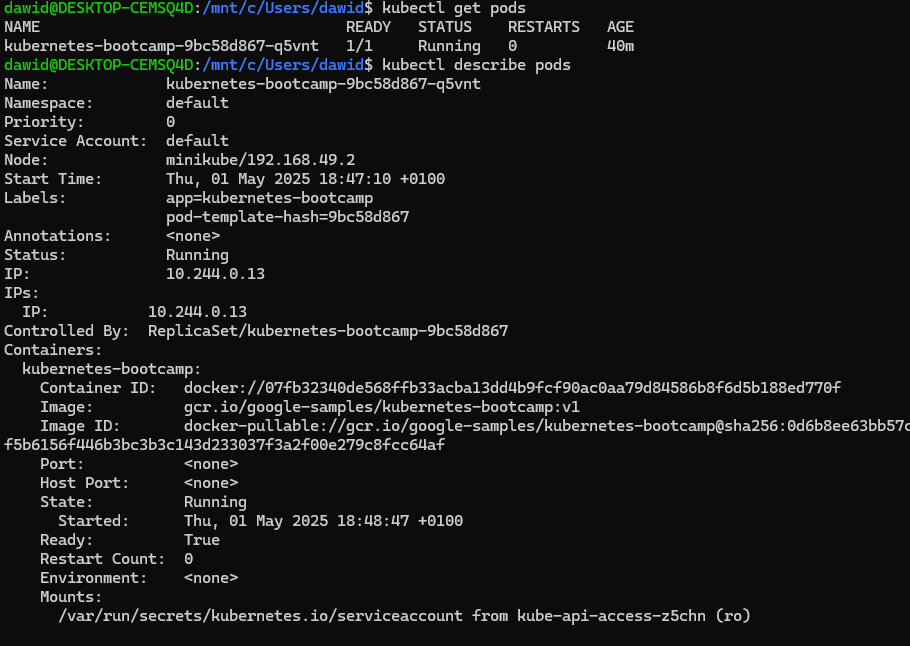 dawid@DESKTOP-CEMSQ4D:/mnt/c/Users/dawid$ kubectl get pods
NAME                                  READY   STATUS    RESTARTS   AGE
kubernetes-bootcamp-9bc58d867-q5vnt   1/1     Running   0          40m
dawid@DESKTOP-CEMSQ4D:/mnt/c/Users/dawid$ kubectl describe pods
Name:             kubernetes-bootcamp-9bc58d867-q5vnt
Namespace:        default
Priority:         0
Service Account:  default
Node:             minikube/192.168.49.2
Start Time:       Thu, 01 May 2025 18:47:10 +0100
Labels:           app=kubernetes-bootcamp
                  pod-template-hash=9bc58d867
Annotations:      <none>
Status:           Running
IP:               10.244.0.13
IPs:
  IP:           10.244.0.13
Controlled By:  ReplicaSet/kubernetes-bootcamp-9bc58d867
Containers:
  kubernetes-bootcamp:
    Container ID:   docker://07fb32340de568ffb33acba13dd4b9fcf90ac0aa79d84586b8f6d5b188ed770f
    Image:          gcr.io/google-samples/kubernetes-bootcamp:v1
    Image ID:       docker-pullable://gcr.io/google-samples/kubernetes-bootcamp@sha256:0d6b8ee63bb57c
f5b6156f446b3bc3b3c143d233037f3a2f00e279c8fcc64af
    Port:           <none>
    Host Port:      <none>
    State:          Running
      Started:      Thu, 01 May 2025 18:48:47 +0100
    Ready:          True
    Restart Count:  0
    Environment:    <none>
    Mounts:
      /var/run/secrets/kubernetes.io/serviceaccount from kube-api-access-z5chn (ro)